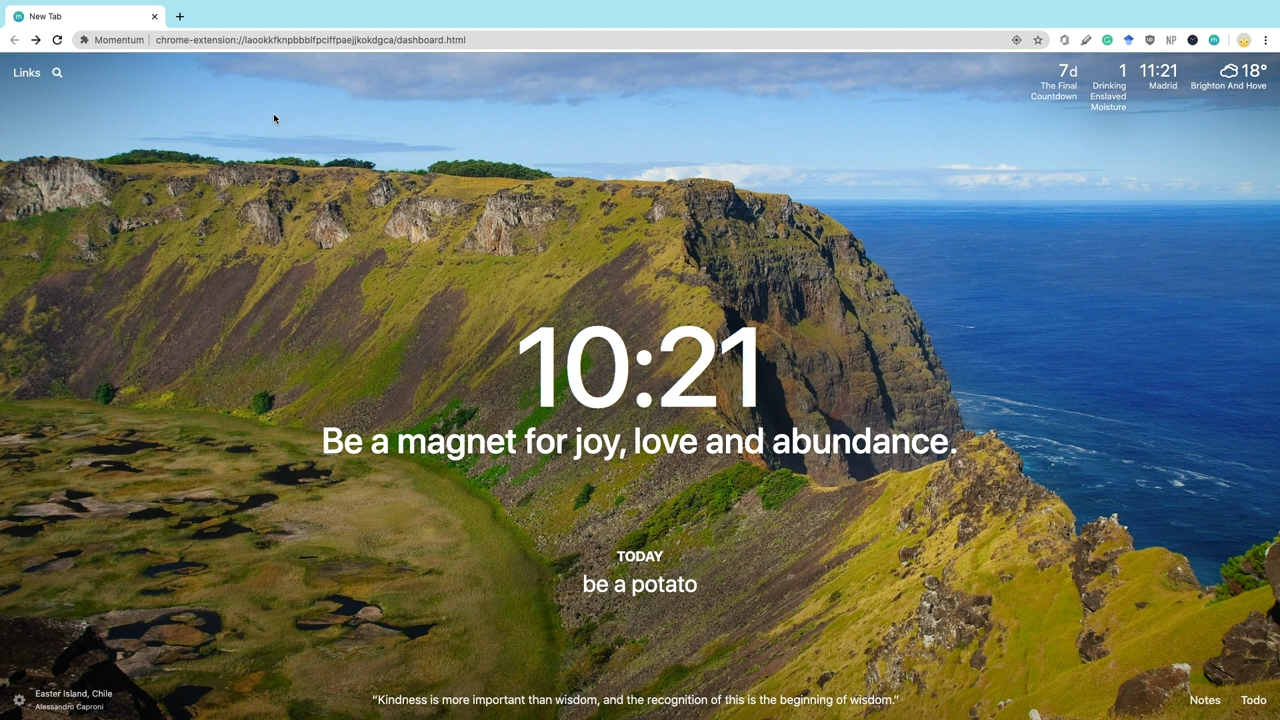 New Tab
Momentum
chrome-extension://laookkfknpbbblfpciffpaejjkokdgca/dashboard.html
NP
Links
7d
The Final
Countdown
1
Drinking
Enslaved
Moisture
11:21
Madrid
18°
Brighton And Hove
10:21
Be a magnet for joy, love and abundance.
TODAY
be a potato
Easter Island, Chile
Alessandro Caproni
“Kindness is more important than wisdom, and the recognition of this is the beginning of wisdom.”
Notes
Todo